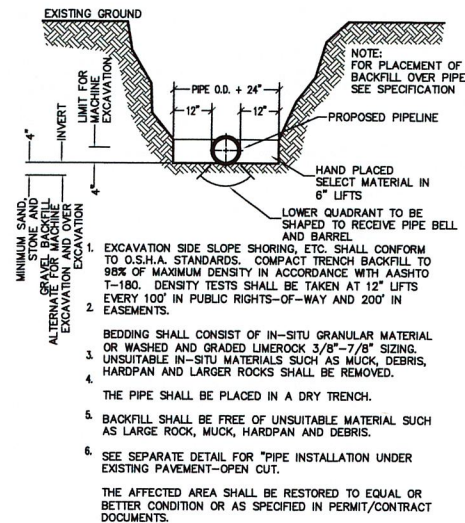 EXISTING GROUND
NOTE:
FOR PLACEMENT OF
BACKFILL OVER PIPE
SEE SPECIFICATION
LIMIT FOR
MACHINE
EXCAVATION
PIPE O.D. + 24"
12"
12"
PROPOSED PIPELINE
4"
INVERT
4"
HAND PLACED
SELECT MATERIAL IN
6" LIFTS
LOWER QUADRANT TO BE
SHAPED TO RECEIVE PIPE BELL
AND BARREL
MINIMUM SAND,
STONE AND
GRAVEL BACKFILL
ALTERNATE FOR MACHINE
EXCAVATION AND OVER
EXCAVATION
1. EXCAVATION SIDE SLOPE SHORING, ETC. SHALL CONFORM
TO O.S.H.A. STANDARDS. COMPACT TRENCH BACKFILL TO
98% OF MAXIMUM DENSITY IN ACCORDANCE WITH AASHTO
T-180. DENSITY TESTS SHALL BE TAKEN AT 12" LIFTS
EVERY 100' IN PUBLIC RIGHTS-OF-WAY AND 200' IN
2. EASEMENTS.
BEDDING SHALL CONSIST OF IN-SITU GRANULAR MATERIAL
OR WASHED AND GRADED LIMEROCK 3/8"-7/8" SIZING.
3. UNSUITABLE IN-SITU MATERIALS SUCH AS MUCK, DEBRIS,
HARDPAN AND LARGER ROCKS SHALL BE REMOVED.
4.
THE PIPE SHALL BE PLACED IN A DRY TRENCH.
5. BACKFILL SHALL BE FREE OF UNSUITABLE MATERIAL SUCH
AS LARGE ROCK, MUCK, HARDPAN AND DEBRIS.
6. SEE SEPARATE DETAIL FOR "PIPE INSTALLATION UNDER
EXISTING PAVEMENT-OPEN CUT.
THE AFFECTED AREA SHALL BE RESTORED TO EQUAL OR
BETTER CONDITION OR AS SPECIFIED IN PERMIT/CONTRACT
DOCUMENTS.